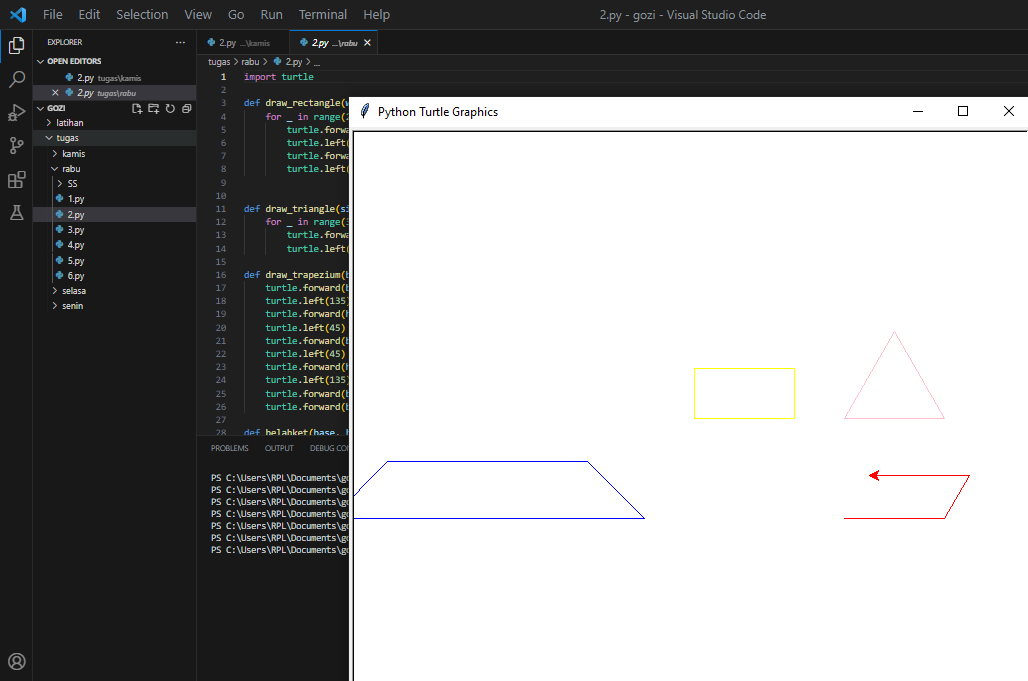 File Edit Selection View Go Run Terminal Help
2.py - gozi - Visual Studio Code
EXPLORER
OPEN EDITORS
2.py tugas\kamis
2.py tugas\rabu
GOZI
latihan
tugas
kamis
rabu
SS
1.py
2.py
3.py
4.py
5.py
6.py
selasa
senin
2.py ...\kamis
2.py ...\rabu
tugas > rabu > 2.py > ...
1 import turtle
2
3 def draw_rectangle(
4 for _ in range(
5 turtle.forwa
6 turtle.left(
7 turtle.forwa
8 turtle.left(
9
10
11 def draw_triangle(si
12 for _ in range(
13 turtle.forwa
14 turtle.left(
15
16 def draw_trapezium(b
17 turtle.forward(b
18 turtle.left(135)
19 turtle.forward(h
20 turtle.left(45)
21 turtle.forward(b
22 turtle.left(45)
23 turtle.forward(h
24 turtle.left(135)
25 turtle.forward(b
26 turtle.forward(b
27
28 def belahket(base, h
PROBLEMS OUTPUT DEBUG CON
PS C:\Users\RPL\Documents\go
PS C:\Users\RPL\Documents\go
PS C:\Users\RPL\Documents\go
PS C:\Users\RPL\Documents\go
PS C:\Users\RPL\Documents\go
PS C:\Users\RPL\Documents\go
PS C:\Users\RPL\Documents\go
Python Turtle Graphics